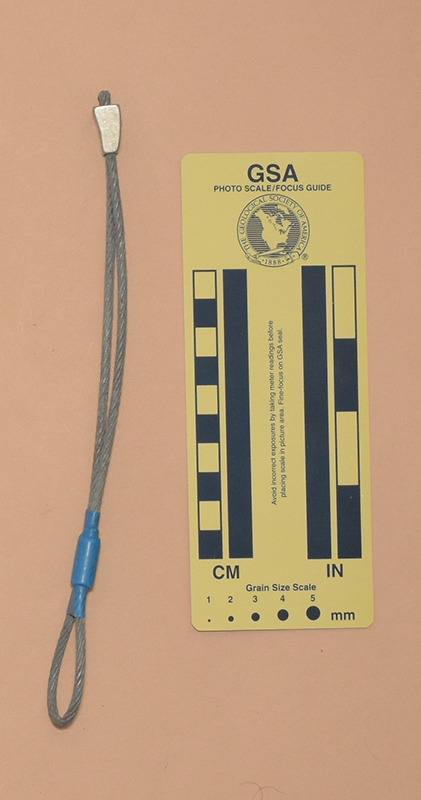 GSA
PHOTO SCALE/FOCUS GUIDE
THE GEOLOGICAL SOCIETY OF AMERICA
• 1888 •
®
Avoid incorrect exposures by taking meter readings before
placing scale in picture area. Fine-focus on GSA seal.
CM IN
Grain Size Scale
1 2 3 4 5
mm